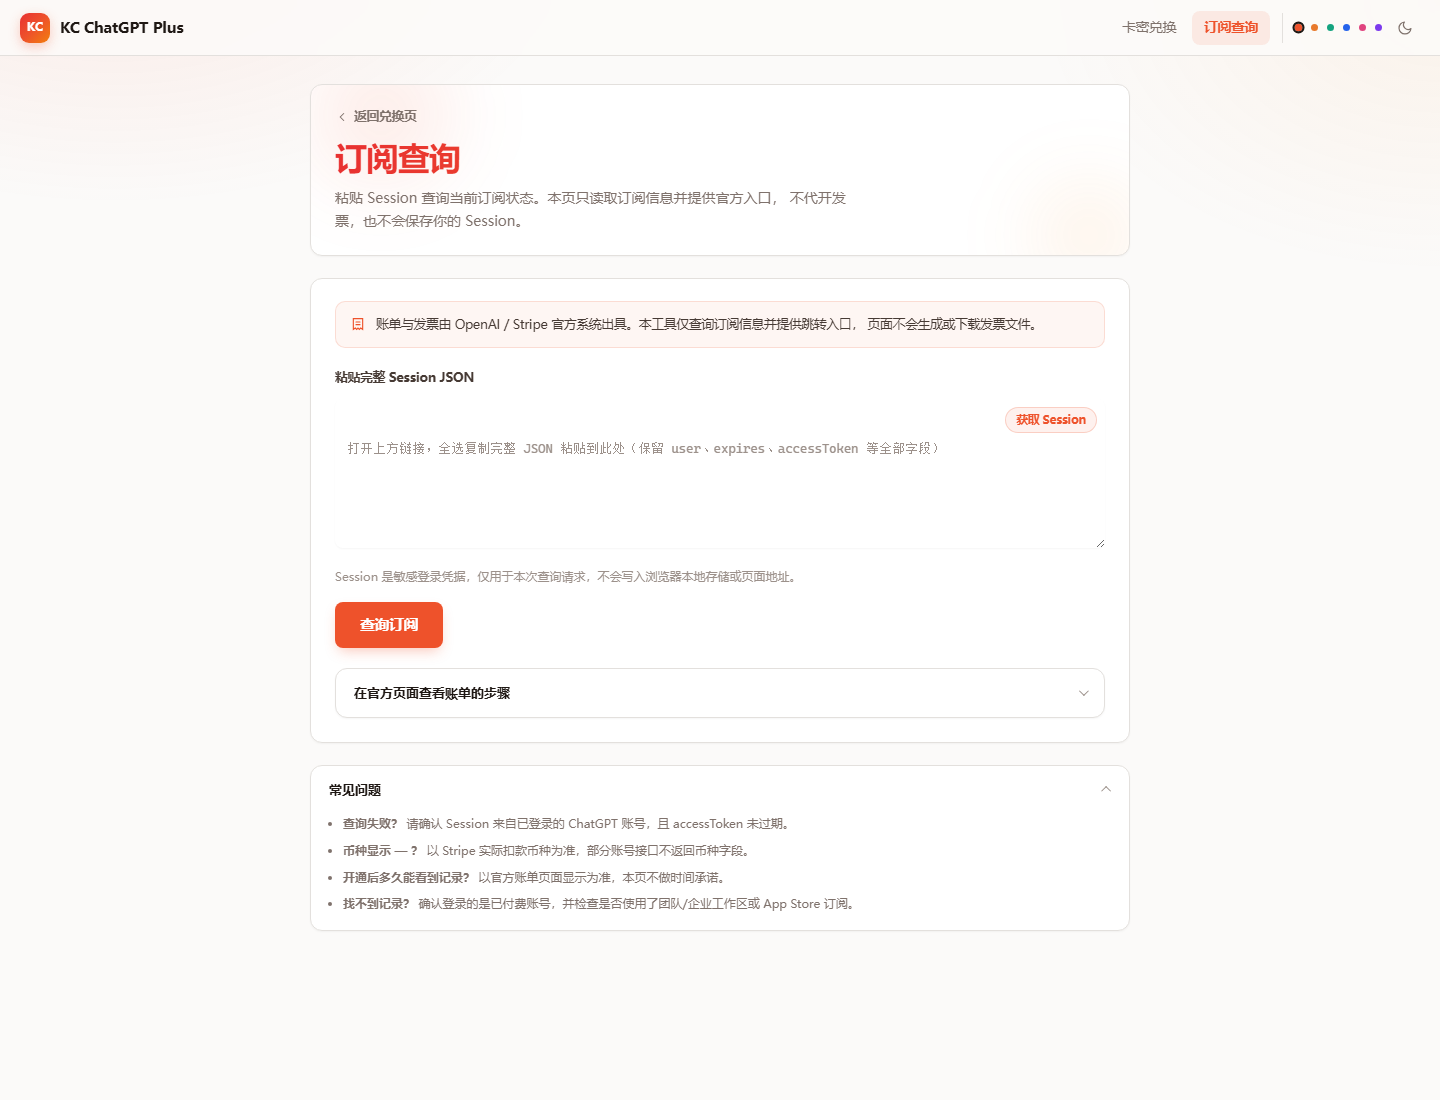 KC KC ChatGPT Plus
卡密兑换
订阅查询
返回兑换页
订阅查询
粘贴 Session 查询当前订阅状态。本页只读取订阅信息并提供官方入口， 不代开发
票，也不会保存你的 Session。
账单与发票由 OpenAI / Stripe 官方系统出具。本工具仅查询订阅信息并提供跳转入口， 页面不会生成或下载发票文件。
粘贴完整 Session JSON
获取 Session
打开上方链接，全选复制完整 JSON 粘贴到此处（保留 user、expires、accessToken 等全部字段）
Session 是敏感登录凭据，仅用于本次查询请求，不会写入浏览器本地存储或页面地址。
查询订阅
在官方页面查看账单的步骤
常见问题
• 查询失败？ 请确认 Session 来自已登录的 ChatGPT 账号，且 accessToken 未过期。
• 币种显示 — ？ 以 Stripe 实际扣款币种为准，部分账号接口不返回币种字段。
• 开通后多久能看到记录？ 以官方账单页面显示为准，本页不做时间承诺。
• 找不到记录？ 确认登录的是已付费账号，并检查是否使用了团队/企业工作区或 App Store 订阅。